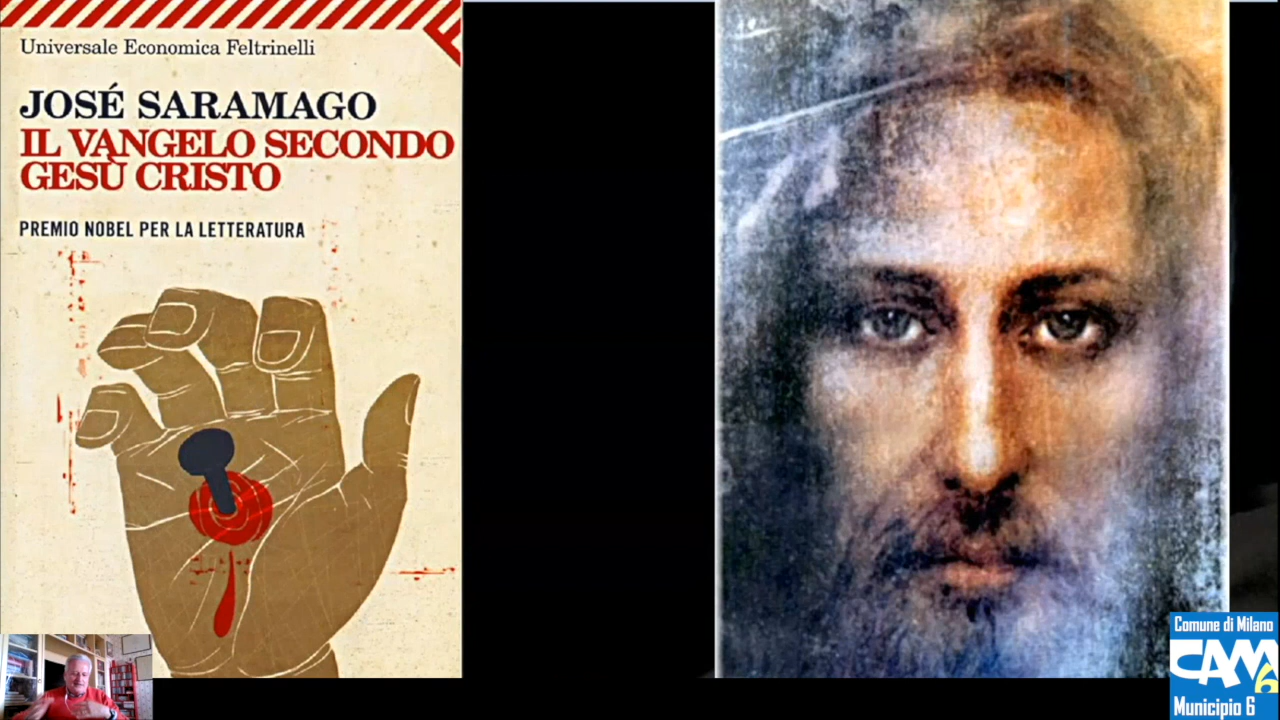 Universale Economica Feltrinelli
JOSÉ SARAMAGO
IL VANGELO SECONDO
GESÙ CRISTO
PREMIO NOBEL PER LA LETTERATURA
Comune di Milano
CAM
6
Municipio 6